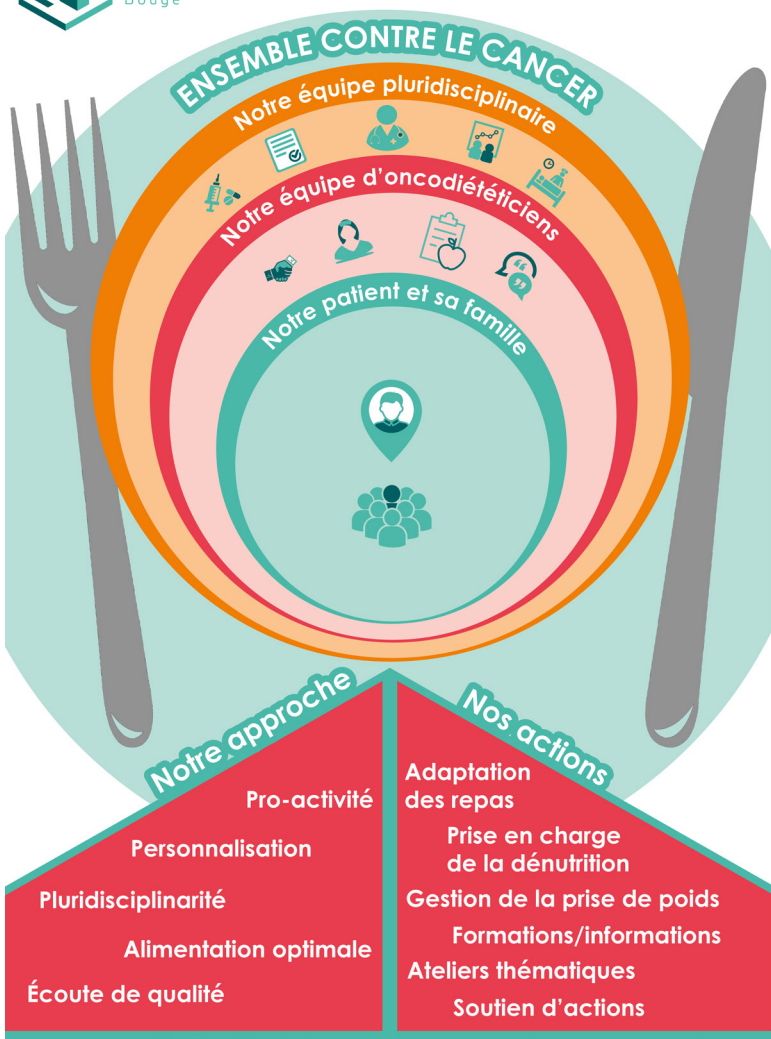 Bouge
ENSEMBLE CONTRE LE CANCER
Notre équipe pluridisciplinaire
Notre équipe d'oncodiététiciens
Notre patient et sa famille
Notre approche
Pro-activité
Personnalisation
Pluridisciplinarité
Alimentation optimale
Écoute de qualité
Nos actions
Adaptation
des repas
Prise en charge
de la dénutrition
Gestion de la prise de poids
Formations/informations
Ateliers thématiques
Soutien d'actions